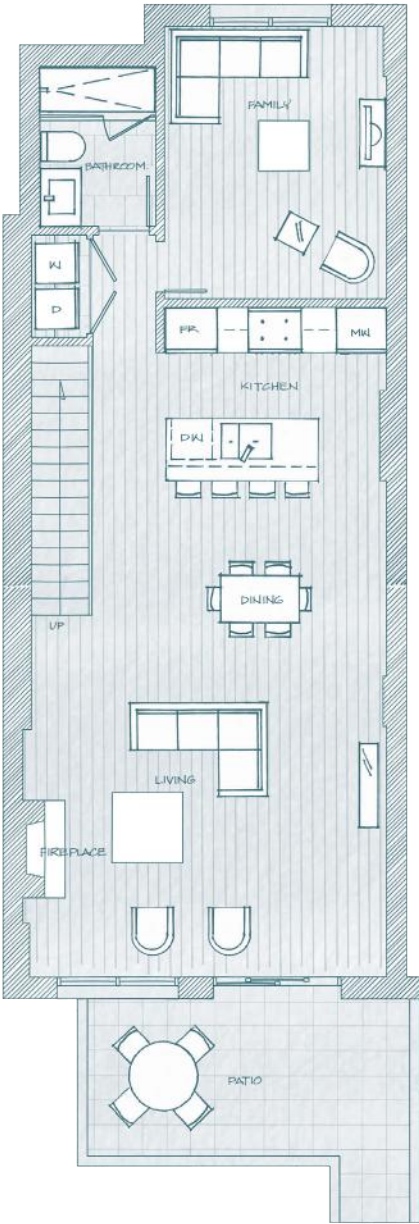 FAMILY
BATHROOM.
W
D
FR
MW
KITCHEN
DW
DINING
UP
LIVING
FIREPLACE
PATIO